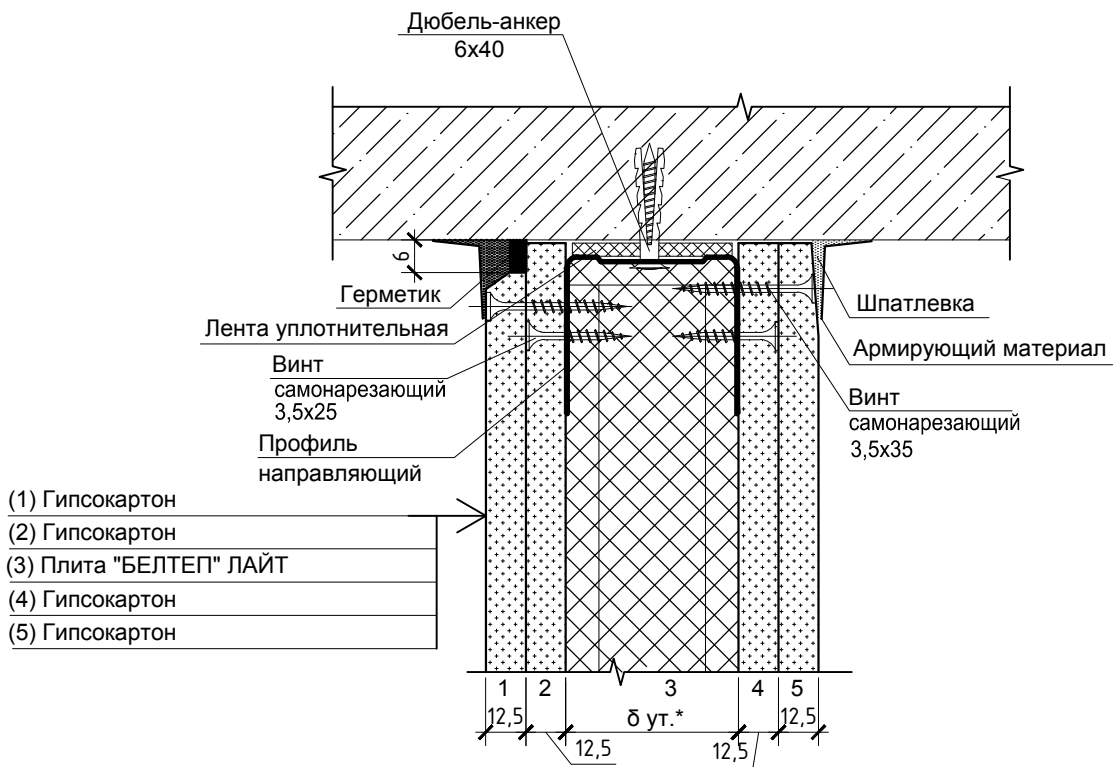 Дюбель-анкер
6х40
6
Герметик
Лента уплотнительная
Винт
самонарезающий
3,5х25
Профиль
направляющий
Шпатлевка
Армирующий материал
Винт
самонарезающий
3,5х35
(1) Гипсокартон
(2) Гипсокартон
(3) Плита "БЕЛТЕП" ЛАЙТ
(4) Гипсокартон
(5) Гипсокартон
1 2 3 4 5
12,5 δ ут.* 12,5
12,5 12,5